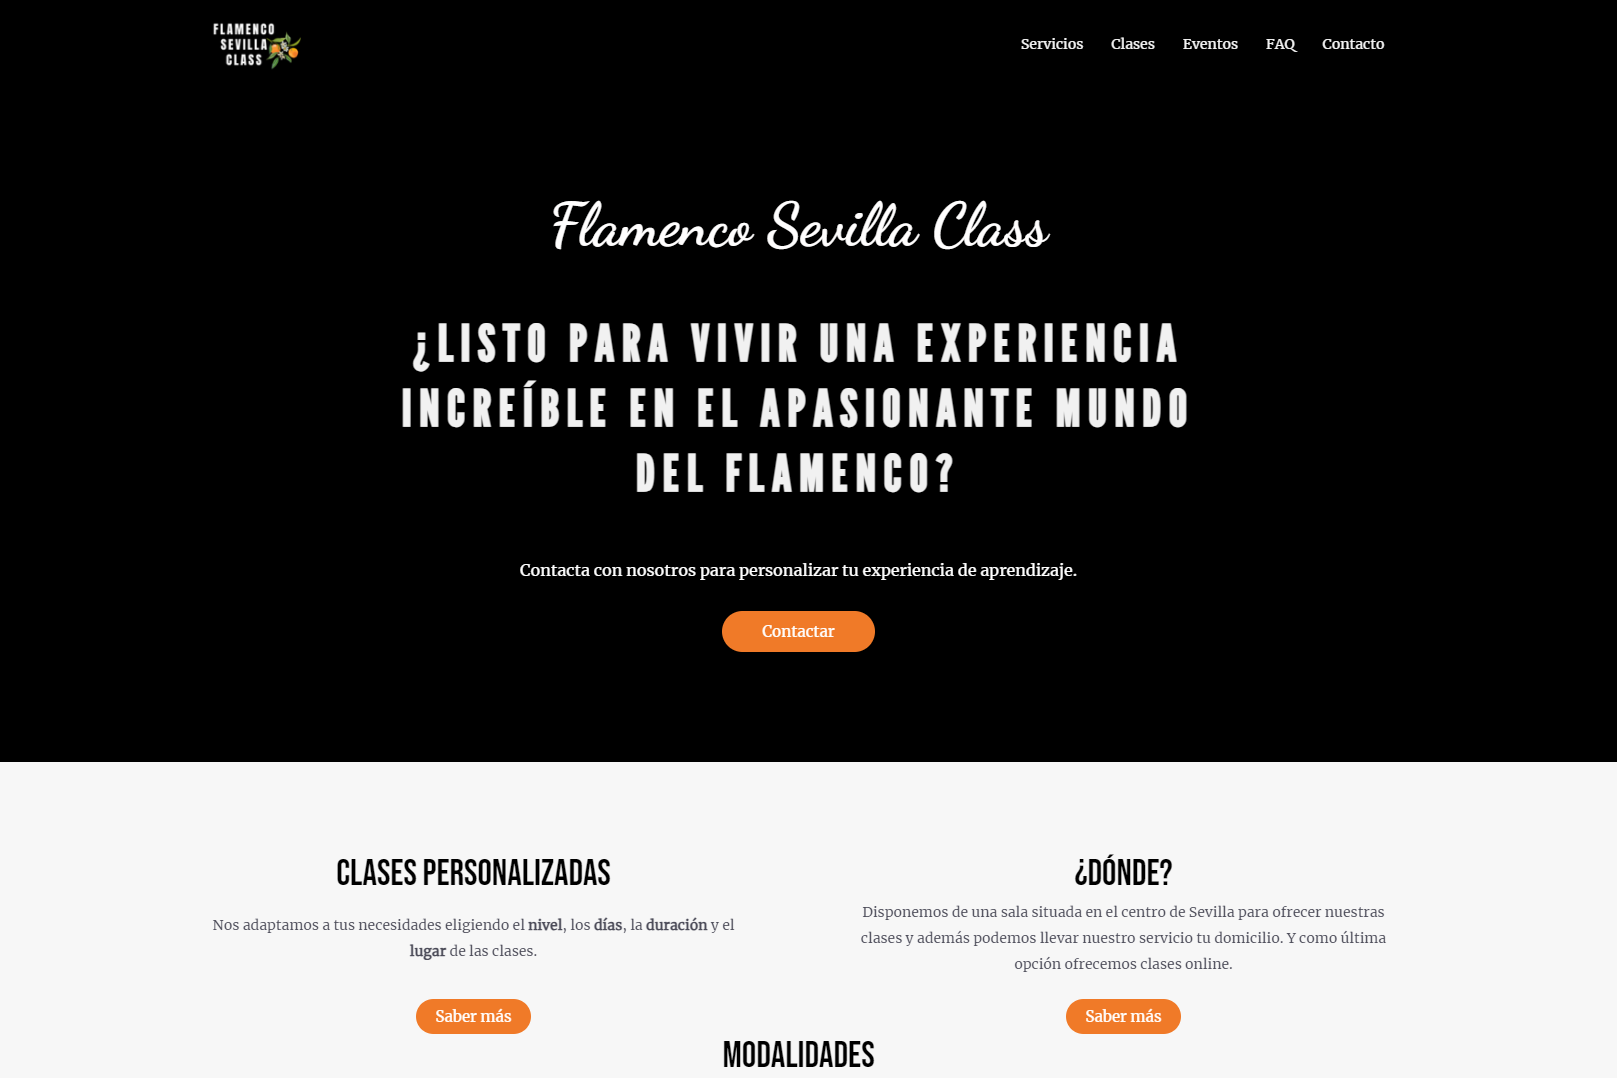 FLAMENCO
SEVILLA
CLASS
Servicios
Clases
Eventos
FAQ
Contacto
Flamenco Sevilla Class
¿LISTO PARA VIVIR UNA EXPERIENCIA
INCREÍBLE EN EL APASIONANTE MUNDO
DEL FLAMENCO?
Contacta con nosotros para personalizar tu experiencia de aprendizaje.
Contactar
CLASES PERSONALIZADAS
Nos adaptamos a tus necesidades eligiendo el nivel, los días, la duración y el
lugar de las clases.
Saber más
¿DÓNDE?
Disponemos de una sala situada en el centro de Sevilla para ofrecer nuestras
clases y además podemos llevar nuestro servicio tu domicilio. Y como última
opción ofrecemos clases online.
Saber más
MODALIDADES